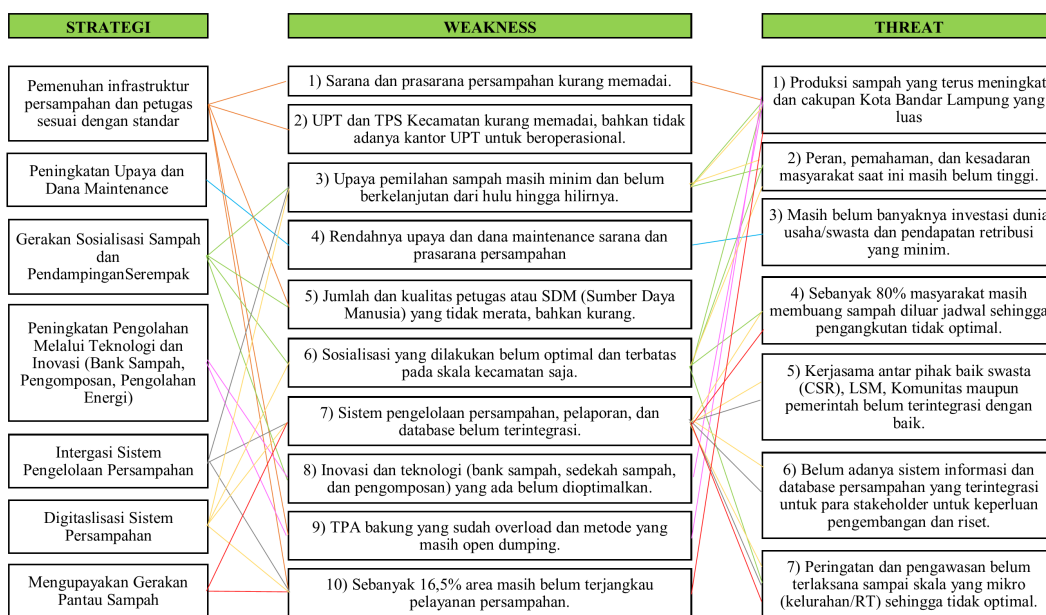 STRATEGI
Pemenuhan infrastruktur
persampahan dan petugas
sesuai dengan standar
Peningkatan Upaya dan
Dana Maintenance
Gerakan Sosialisasi Sampah
dan
PendampinganSerempak
Peningkatan Pengolahan
Melalui Teknologi dan
Inovasi (Bank Sampah,
Pengomposan, Pengolahan
Energi)
Intergasi Sistem
Pengelolaan Persampahan
Digitaslisasi Sistem
Persampahan
Mengupayakan Gerakan
Pantau Sampah
WEAKNESS
1) Sarana dan prasarana persampahan kurang memadai.
2) UPT dan TPS Kecamatan kurang memadai, bahkan tidak
adanya kantor UPT untuk beroperasional.
3) Upaya pemilahan sampah masih minim dan belum
berkelanjutan dari hulu hingga hilirnya.
4) Rendahnya upaya dan dana maintenance sarana dan
prasarana persampahan
5) Jumlah dan kualitas petugas atau SDM (Sumber Daya
Manusia) yang tidak merata, bahkan kurang.
6) Sosialisasi yang dilakukan belum optimal dan terbatas
pada skala kecamatan saja.
7) Sistem pengelolaan persampahan, pelaporan, dan
database belum terintegrasi.
8) Inovasi dan teknologi (bank sampah, sedekah sampah,
dan pengomposan) yang ada belum dioptimalkan.
9) TPA bakung yang sudah overload dan metode yang
masih open dumping.
10) Sebanyak 16,5% area masih belum terjangkau
pelayanan persampahan.
THREAT
1) Produksi sampah yang terus meningkat
dan cakupan Kota Bandar Lampung yang
luas
2) Peran, pemahaman, dan kesadaran
masyarakat saat ini masih belum tinggi.
3) Masih belum banyaknya investasi dunia
usaha/swasta dan pendapatan retribusi
yang minim.
4) Sebanyak 80% masyarakat masih
membuang sampah diluar jadwal sehingga
pengangkutan tidak optimal.
5) Kerjasama antar pihak baik swasta
(CSR), LSM, Komunitas maupun
pemerintah belum terintegrasi dengan
baik.
6) Belum adanya sistem informasi dan
database persampahan yang terintegrasi
untuk para stakeholder untuk keperluan
pengembangan dan riset.
7) Peringatan dan pengawasan belum
terlaksana sampai skala yang mikro
(kelurahan/RT) sehingga tidak optimal.